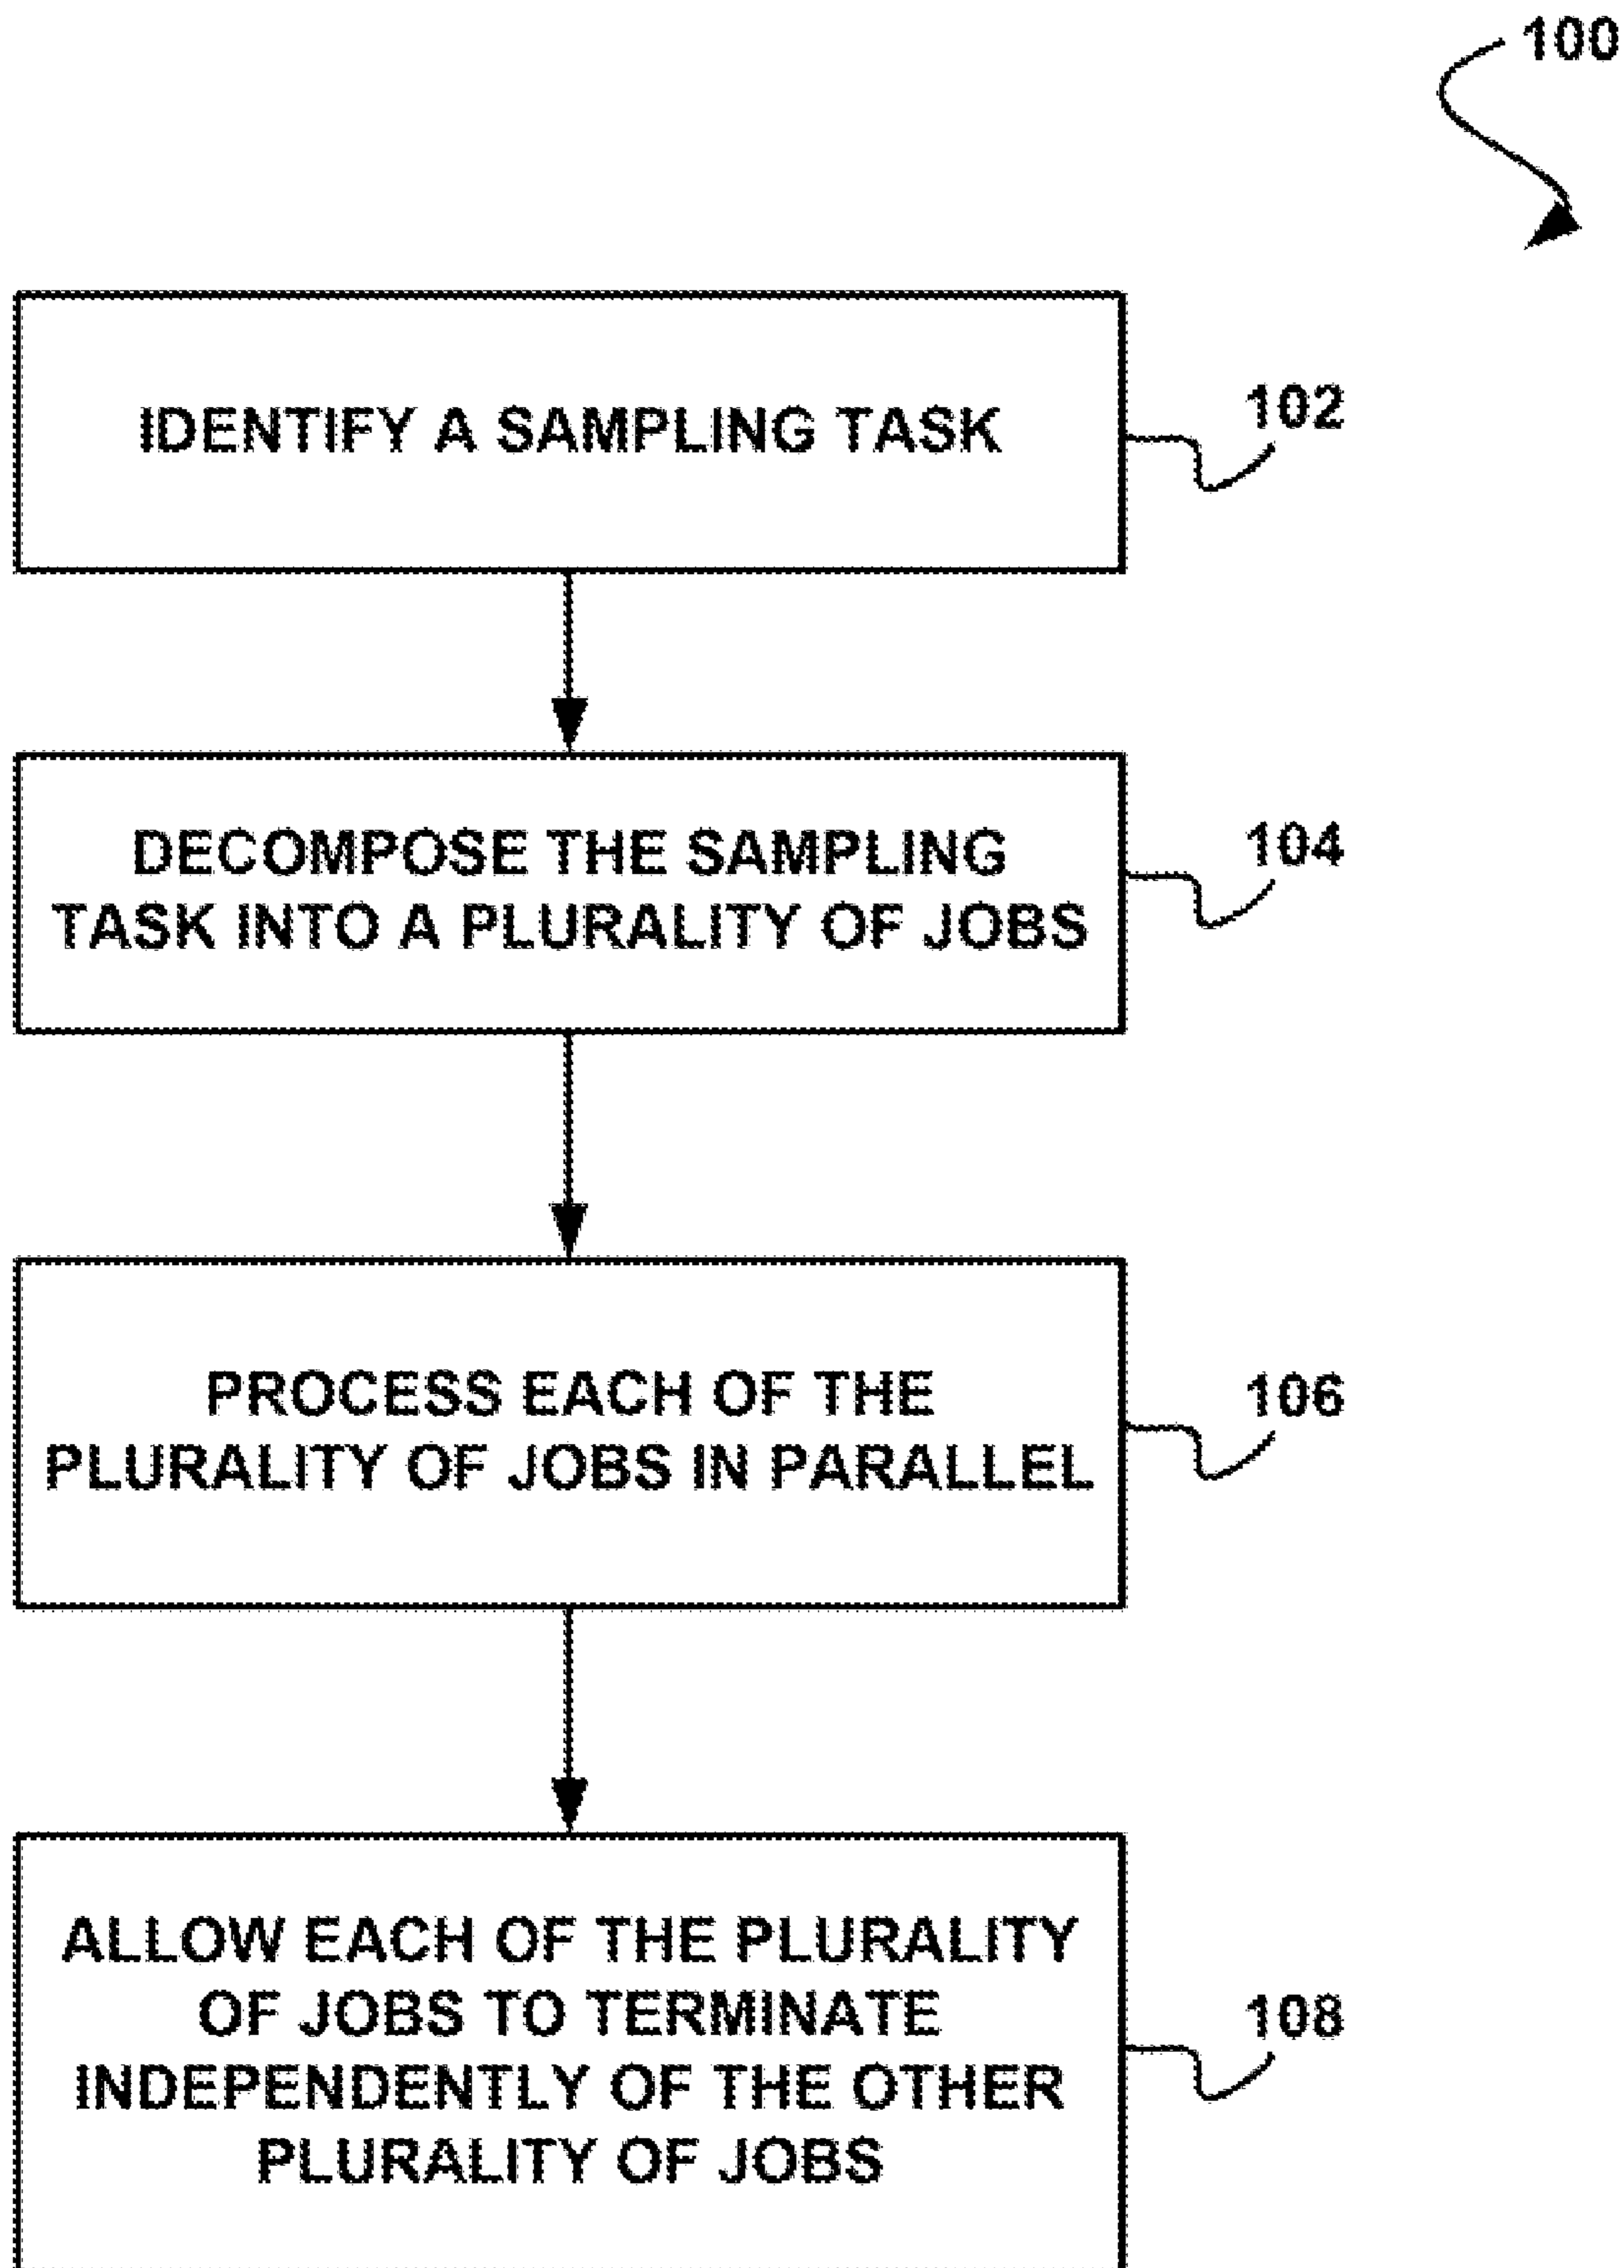 100
IDENTIFY A SAMPLING TASK
102
DECOMPOSE THE SAMPLING
TASK INTO A PLURALITY OF JOBS
104
PROCESS EACH OF THE
PLURALITY OF JOBS IN PARALLEL
106
ALLOW EACH OF THE PLURALITY
OF JOBS TO TERMINATE
INDEPENDENTLY OF THE OTHER
PLURALITY OF JOBS
108